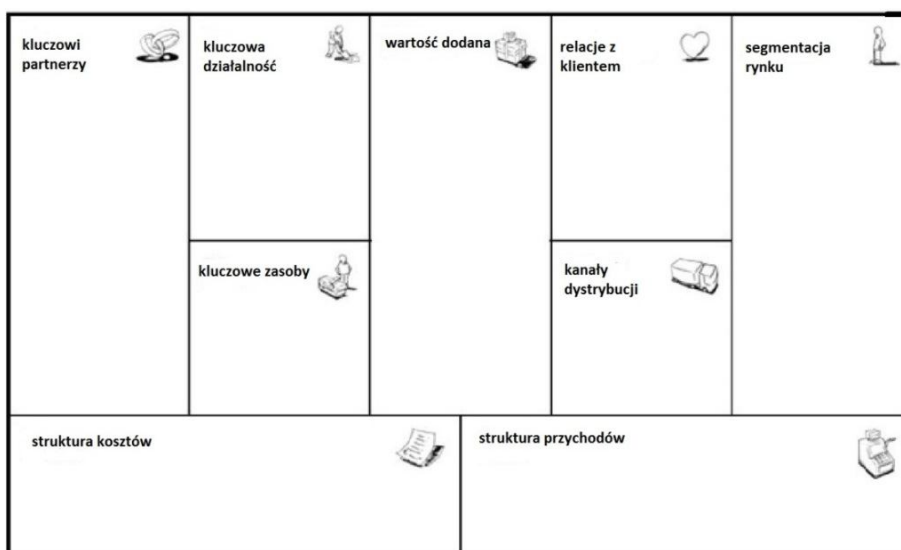 kluczowi
partnerzy
kluczowa
działalność
kluczowe zasoby
wartość dodana
relacje z
klientem
kanały
dystrybucji
segmentacja
rynku
struktura kosztów
struktura przychodów